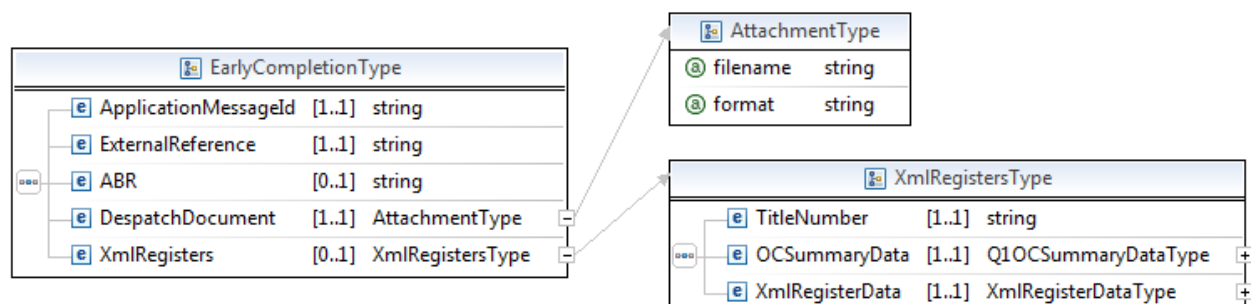 EarlyCompletionType
e ApplicationMessageId [1..1] string
e ExternalReference [1..1] string
e ABR [0..1] string
e DespatchDocument [1..1] AttachmentType
e XmlRegisters [0..1] XmlRegistersType
AttachmentType
a filename string
a format string
XmlRegistersType
e TitleNumber [1..1] string
e OCSummaryData [1..1] Q1OCSummaryDataType
e XmlRegisterData [1..1] XmlRegisterDataType